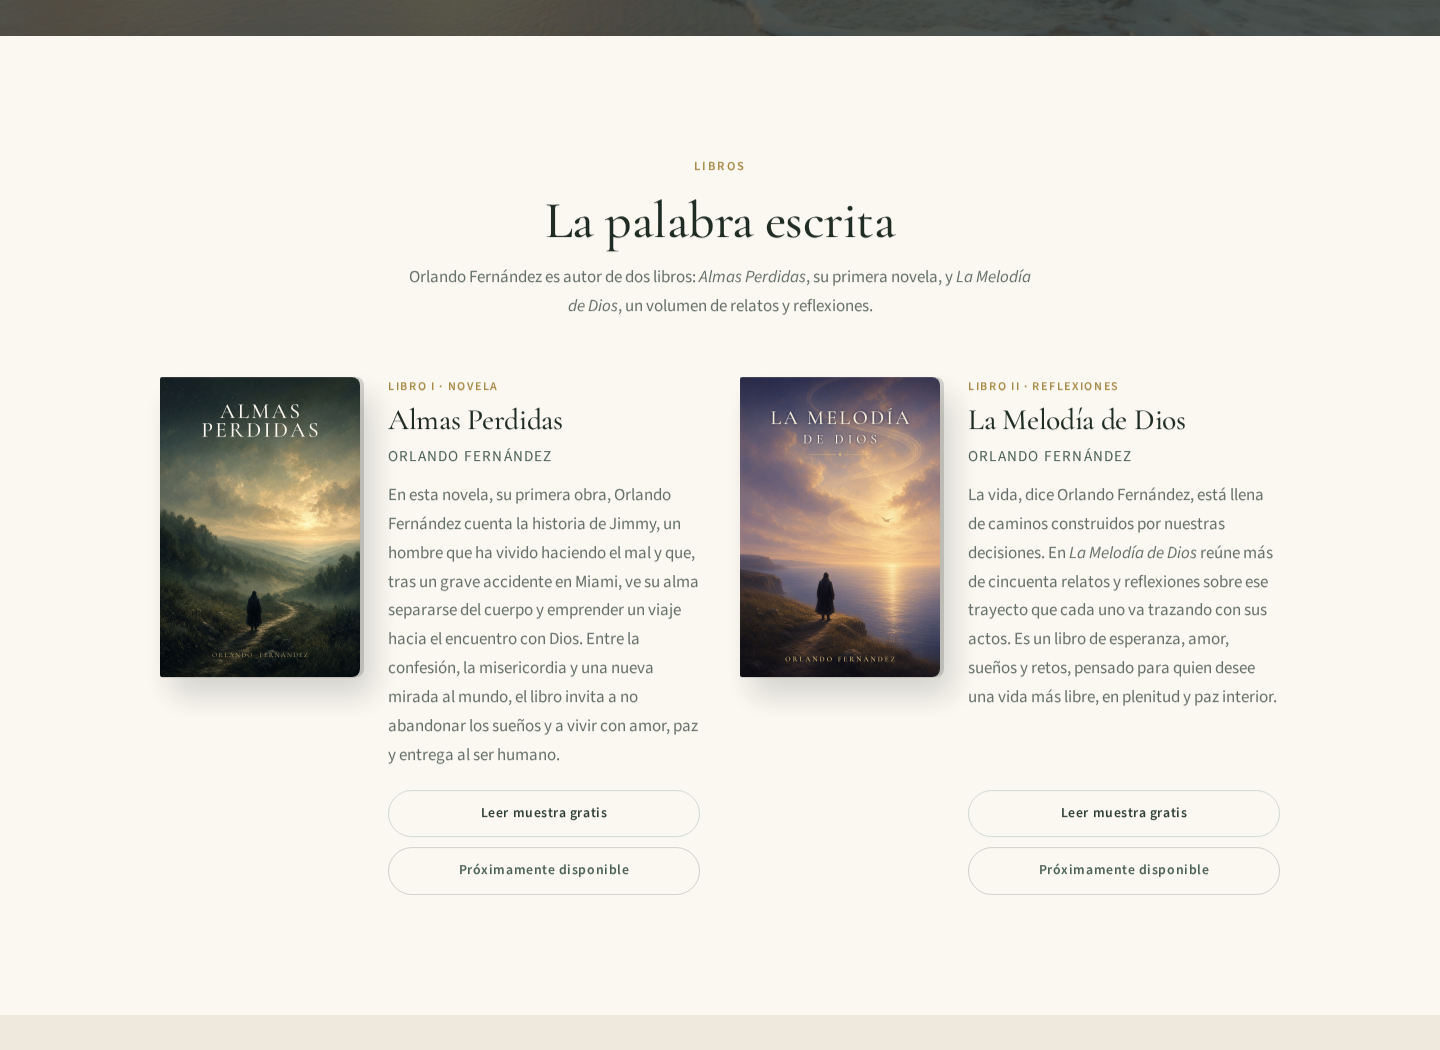 LIBROS
La palabra escrita
Orlando Fernández es autor de dos libros: Almas Perdidas, su primera novela, y La Melodía
de Dios, un volumen de relatos y reflexiones.
ALMAS
PERDIDAS
ORLANDO FERNÁNDEZ
LIBRO I · NOVELA
Almas Perdidas
ORLANDO FERNÁNDEZ
En esta novela, su primera obra, Orlando
Fernández cuenta la historia de Jimmy, un
hombre que ha vivido haciendo el mal y que,
tras un grave accidente en Miami, ve su alma
separarse del cuerpo y emprender un viaje
hacia el encuentro con Dios. Entre la
confesión, la misericordia y una nueva
mirada al mundo, el libro invita a no
abandonar los sueños y a vivir con amor, paz
y entrega al ser humano.
Leer muestra gratis
Próximamente disponible
LA MELODÍA
DE DIOS
ORLANDO FERNÁNDEZ
LIBRO II · REFLEXIONES
La Melodía de Dios
ORLANDO FERNÁNDEZ
La vida, dice Orlando Fernández, está llena
de caminos construidos por nuestras
decisiones. En La Melodía de Dios reúne más
de cincuenta relatos y reflexiones sobre ese
trayecto que cada uno va trazando con sus
actos. Es un libro de esperanza, amor,
sueños y retos, pensado para quien desee
una vida más libre, en plenitud y paz interior.
Leer muestra gratis
Próximamente disponible